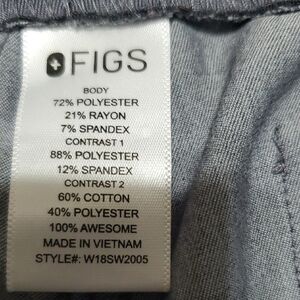 FIGS
BODY
72% POLYESTER
21% RAYON
7% SPANDEX
CONTRAST 1
88% POLYESTER
12% SPANDEX
CONTRAST 2
60% COTTON
40% POLYESTER
100% AWESOME
MADE IN VIETNAM
STYLE#: W18SW2005